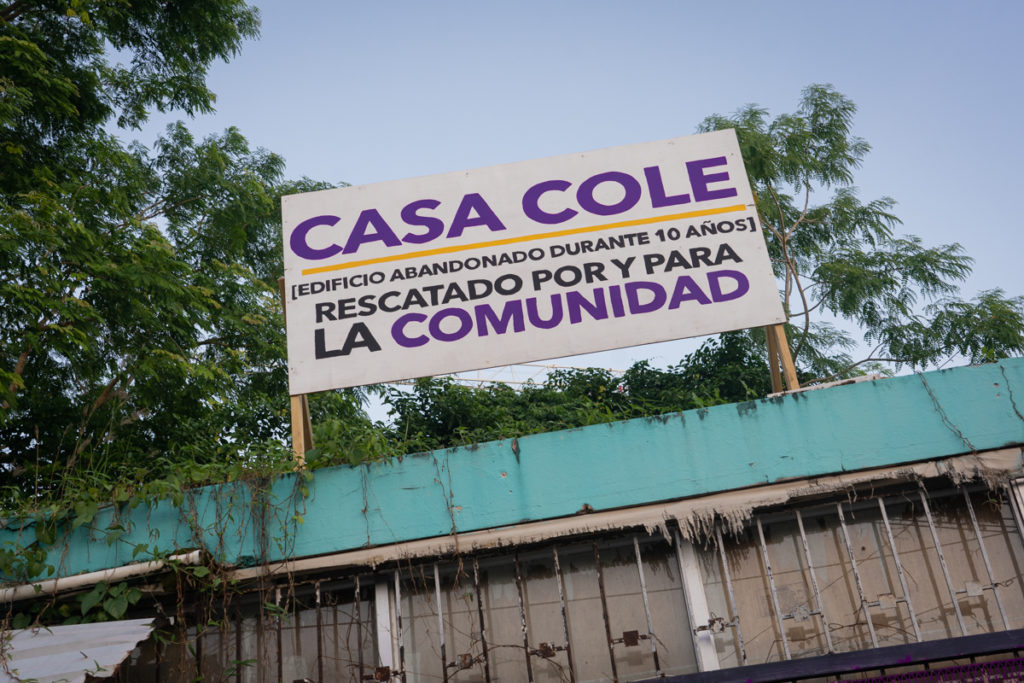 CASA COLE
[EDIFICIO ABANDONADO DURANTE 10 AÑOS]
RESCATADO POR Y PARA
LA COMUNIDAD